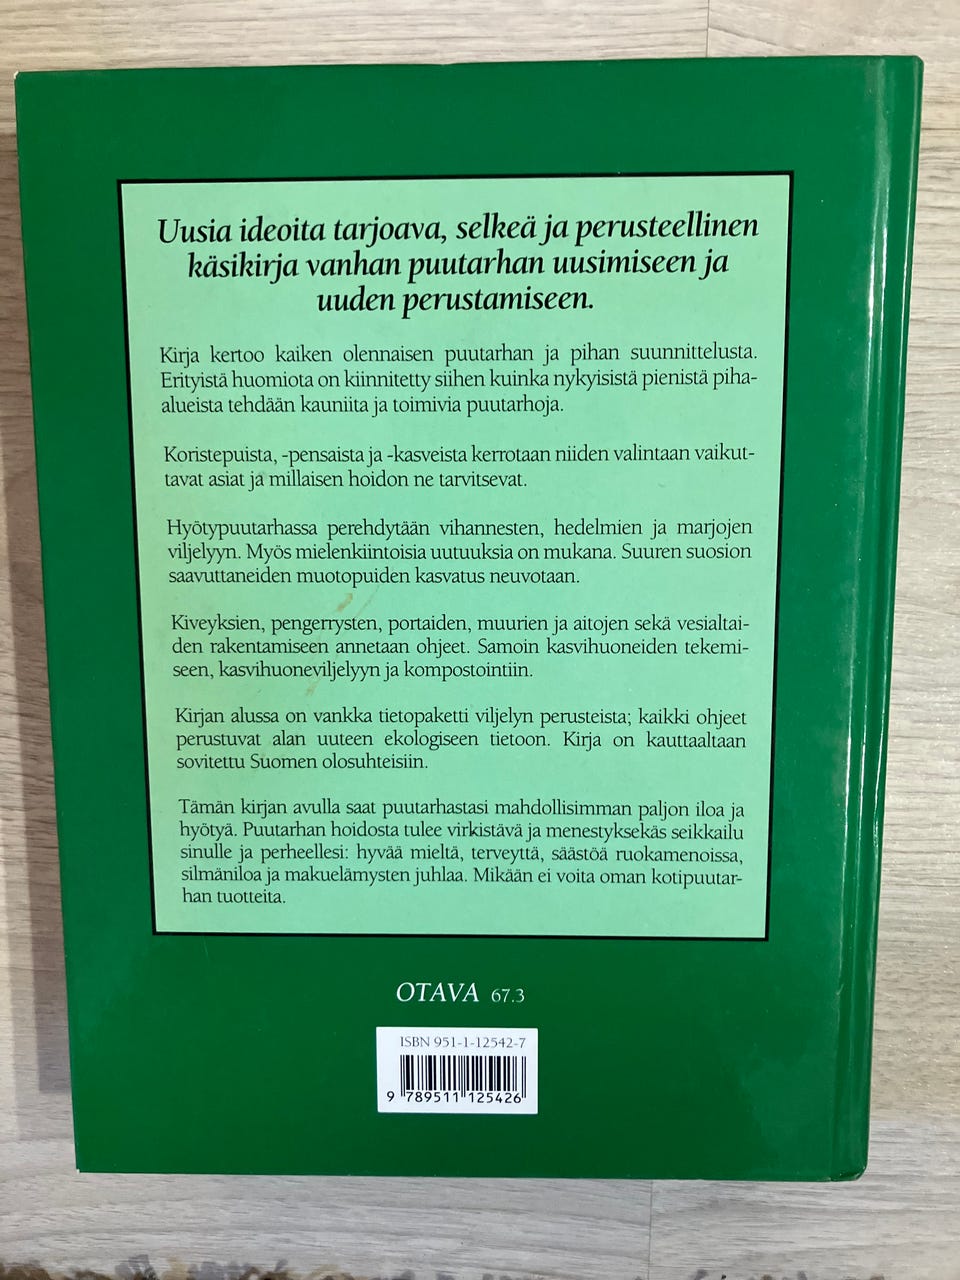 Uusia ideoita tarjoava, selkeä ja perusteellinen
käsikirja vanhan puutarhan uusimiseen ja
uuden perustamiseen.
Kirja kertoo kaiken olennaisen puutarhan ja pihan suunnittelusta.
Erityistä huomiota on kiinnitetty siihen kuinka nykyisistä pienistä piha-
alueista tehdään kauniita ja toimivia puutarhoja.
Koristepuista, -pensaista ja -kasveista kerrotaan niiden valintaan vaikut-
tavat asiat ja millaisen hoidon ne tarvitsevat.
Hyötypuutarhassa perehdytään vihannesten, hedelmien ja marjojen
viljelyyn. Myös mielenkiintoisia uutuuksia on mukana. Suuren suosion
saavuttaneiden muotopuiden kasvatus neuvotaan.
Kiveyksien, pengerrysten, portaiden, muurien ja aitojen sekä vesialtai-
den rakentamiseen annetaan ohjeet. Samoin kasvihuoneiden tekemi-
seen, kasvihuoneviljelyyn ja kompostointiin.
Kirjan alussa on vankka tietopaketti viljelyn perusteista; kaikki ohjeet
perustuvat alan uuteen ekologiseen tietoon. Kirja on kauttaaltaan
sovitettu Suomen olosuhteisiin.
Tämän kirjan avulla saat puutarhastasi mahdollisimman paljon iloa ja
hyötyä. Puutarhan hoidosta tulee virkistävä ja menestyksekäs seikkailu
sinulle ja perheellesi: hyvää mieltä, terveyttä, säästöä ruokamenoissa,
silmäniloa ja makuelämysten juhlaa. Mikään ei voita oman kotipuutar-
han tuotteita.
OTAVA 67.3
ISBN 951-1-12542-7
9 789511 125426